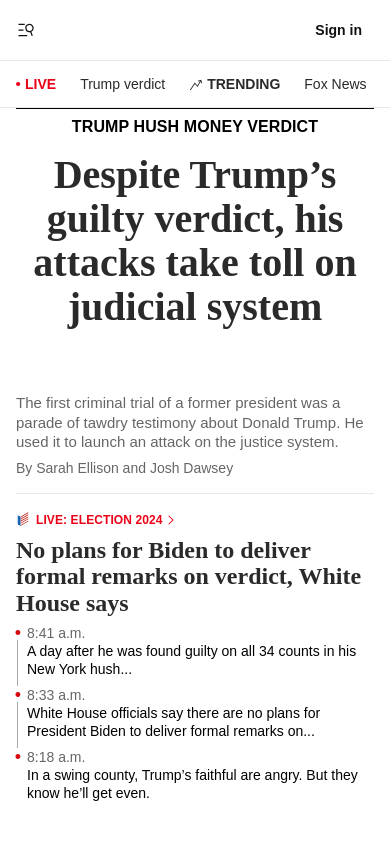 Sign in
LIVE
Trump verdict
TRENDING
Fox News
TRUMP HUSH MONEY VERDICT
Despite Trump’s
guilty verdict, his
attacks take toll on
judicial system
The first criminal trial of a former president was a
parade of tawdry testimony about Donald Trump. He
used it to launch an attack on the justice system.
By Sarah Ellison and Josh Dawsey
LIVE: ELECTION 2024
No plans for Biden to deliver
formal remarks on verdict, White
House says
8:41 a.m.
A day after he was found guilty on all 34 counts in his
New York hush...
8:33 a.m.
White House officials say there are no plans for
President Biden to deliver formal remarks on...
8:18 a.m.
In a swing county, Trump’s faithful are angry. But they
know he’ll get even.